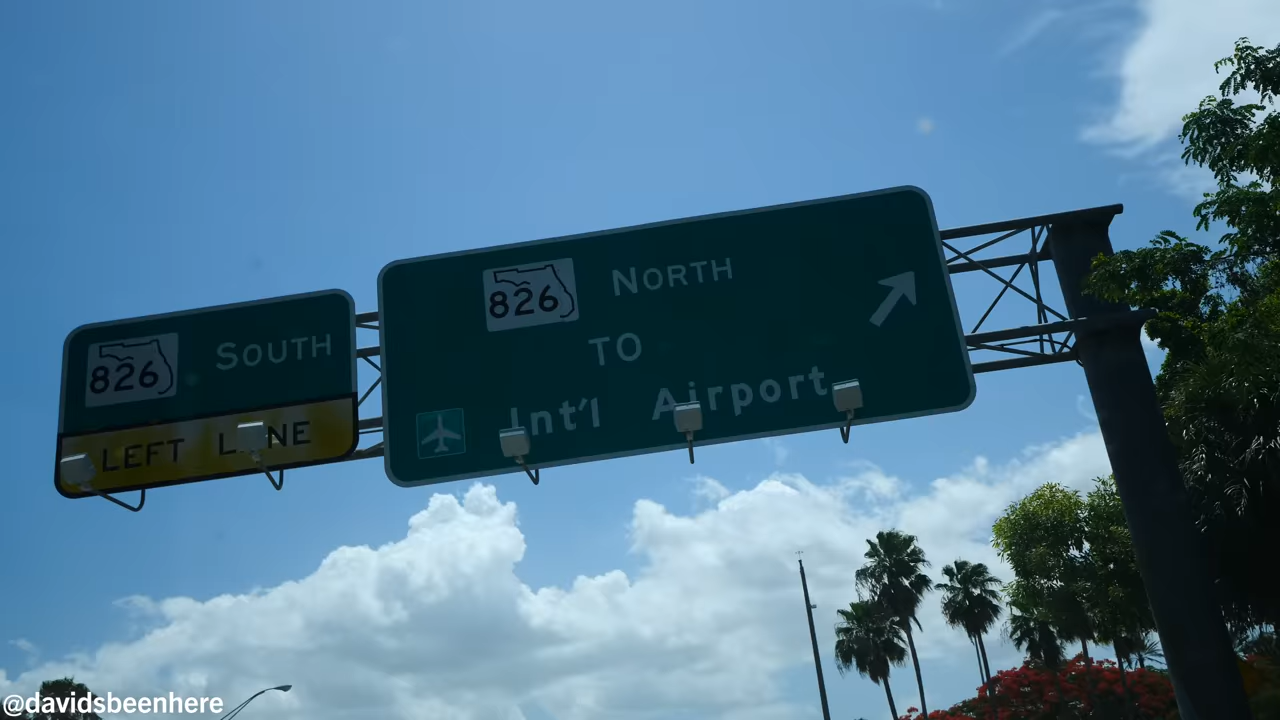 826 SOUTH
LEFT LANE
826 NORTH
TO
Int'l Airport
@davidsbeenhere